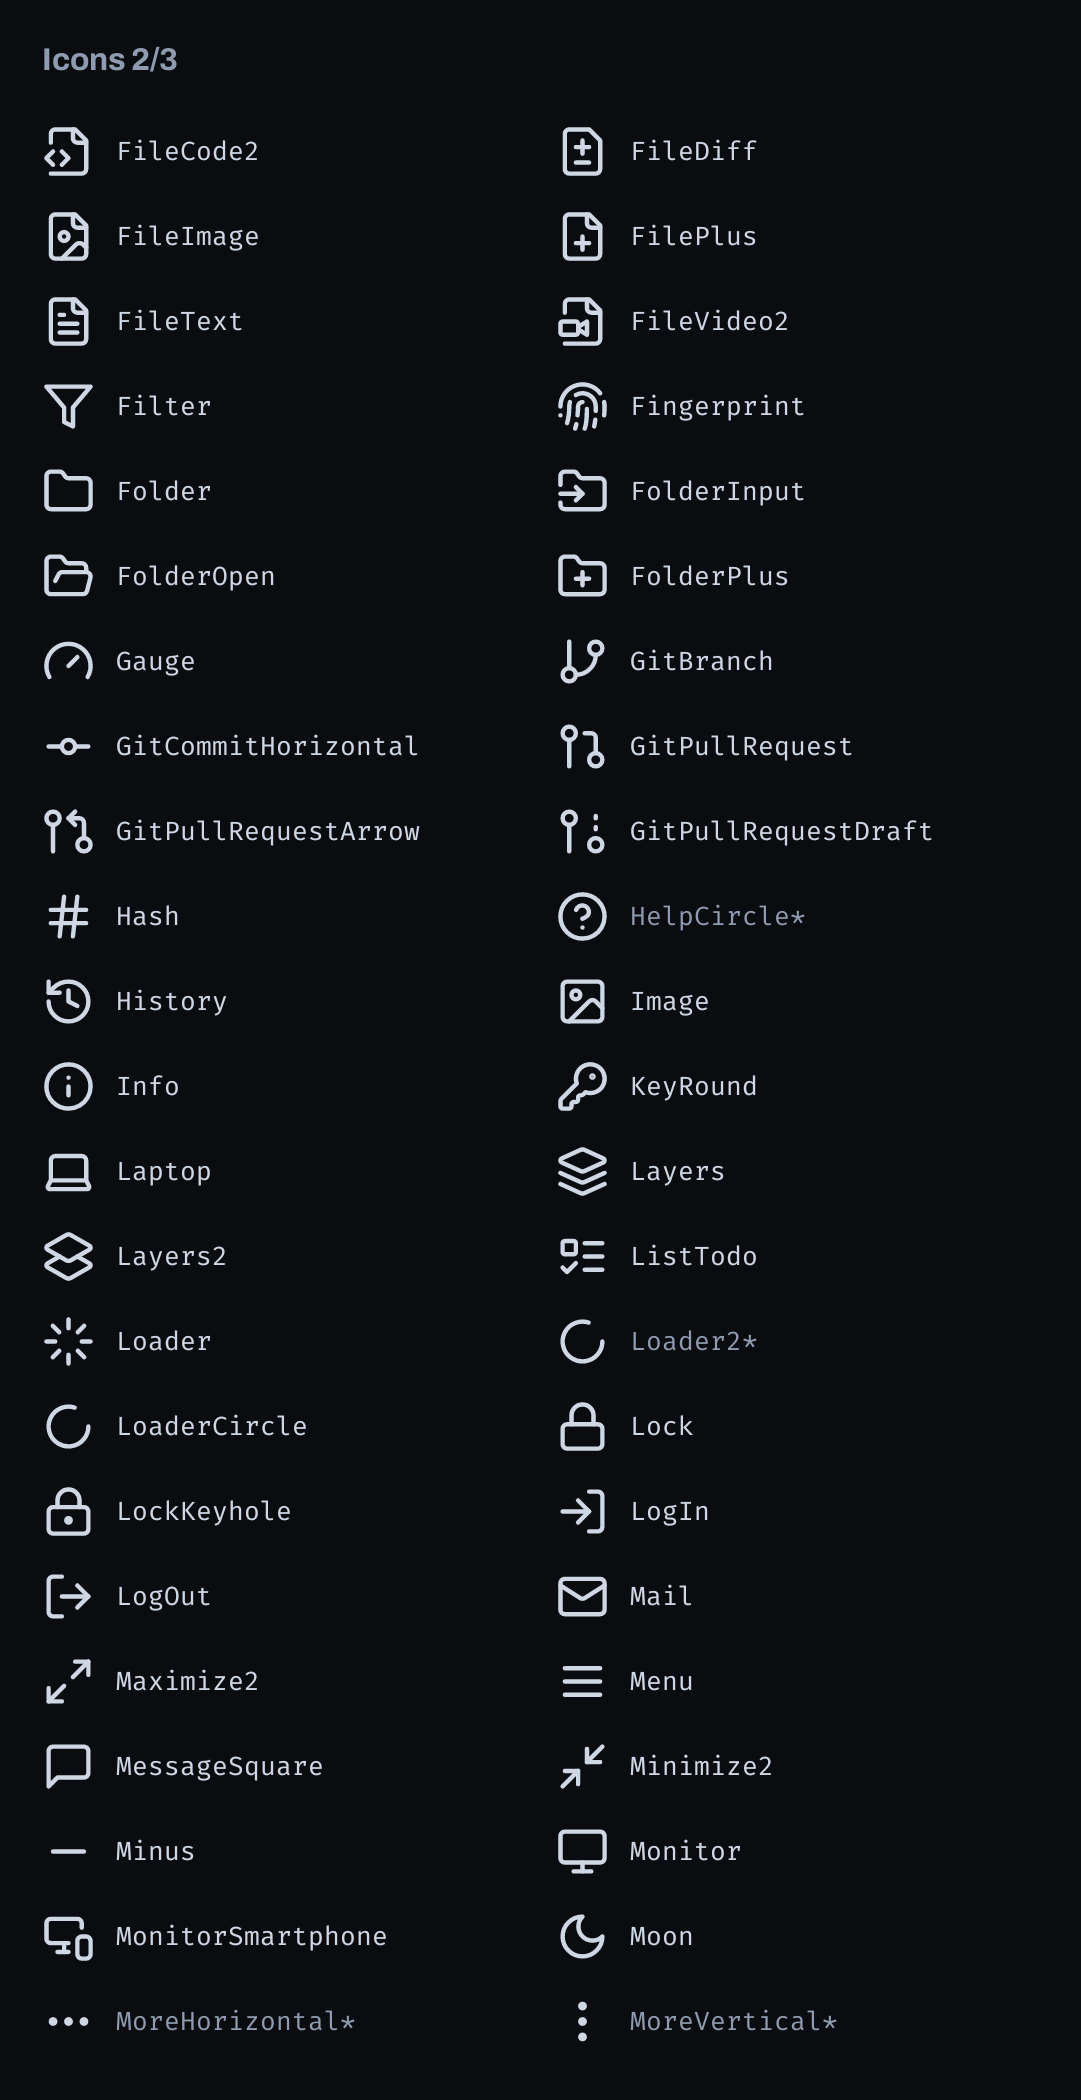 Icons 2/3
FileCode2 FileDiff
FileImage FilePlus
FileText FileVideo2
Filter Fingerprint
Folder FolderInput
FolderOpen FolderPlus
Gauge GitBranch
GitCommitHorizontal GitPullRequest
GitPullRequestArrow GitPullRequestDraft
Hash HelpCircle*
History Image
Info KeyRound
Laptop Layers
Layers2 ListTodo
Loader Loader2*
LoaderCircle Lock
LockKeyhole LogIn
LogOut Mail
Maximize2 Menu
MessageSquare Minimize2
Minus Monitor
MonitorSmartphone Moon
MoreHorizontal* MoreVertical*